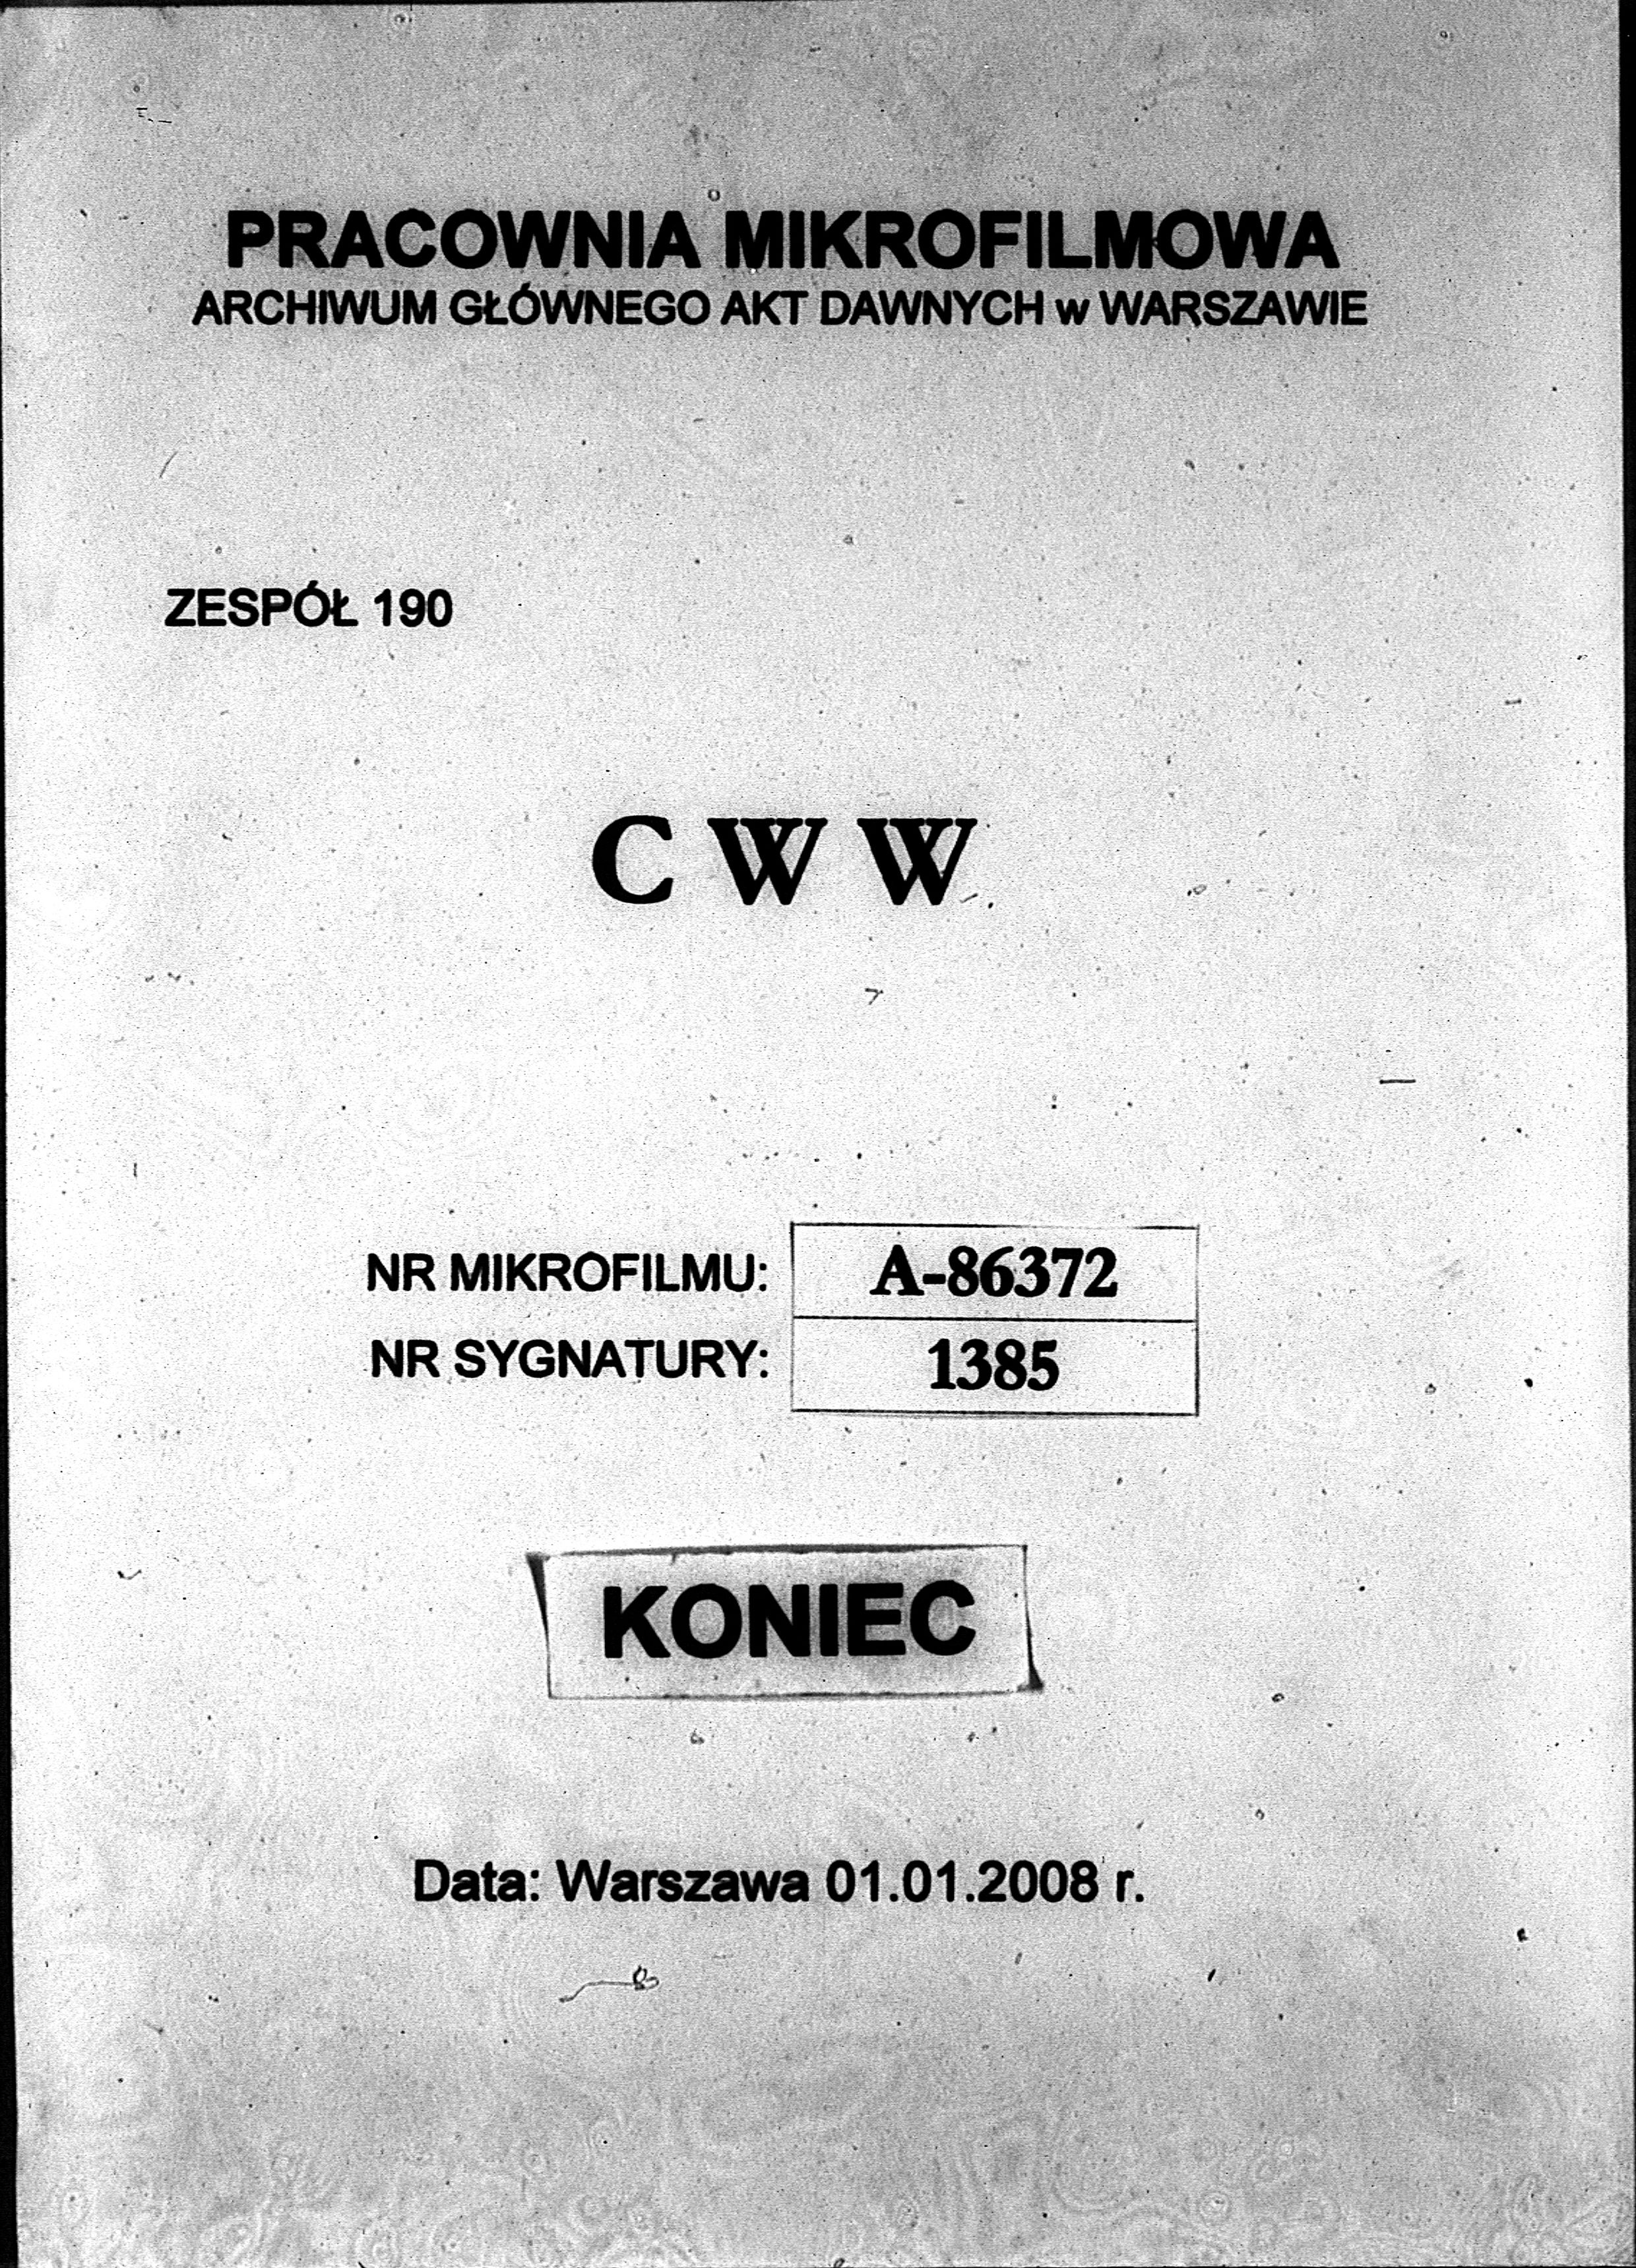 PRACOWNIA MIKROFILMOWA
ARCHIWUM GŁÓWNEGO AKT DAWNYCH w WARSZAWIE
ZESPÓŁ 190
C W W
NR MIKROFILMU: A-86372
NR SYGNATURY: 1385
KONIEC
Data: Warszawa 01.01.2008 r.